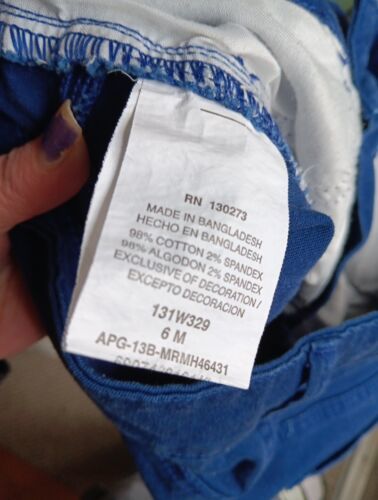 RN 130273
MADE IN BANGLADESH
HECHO EN BANGLADESH
98% COTTON 2% SPANDEX
98% ALGODON 2% SPANDEX
EXCLUSIVE OF DECORATION/
EXCEPTO DECORACION
131W329
6 M
APG-13B-MRMH46431